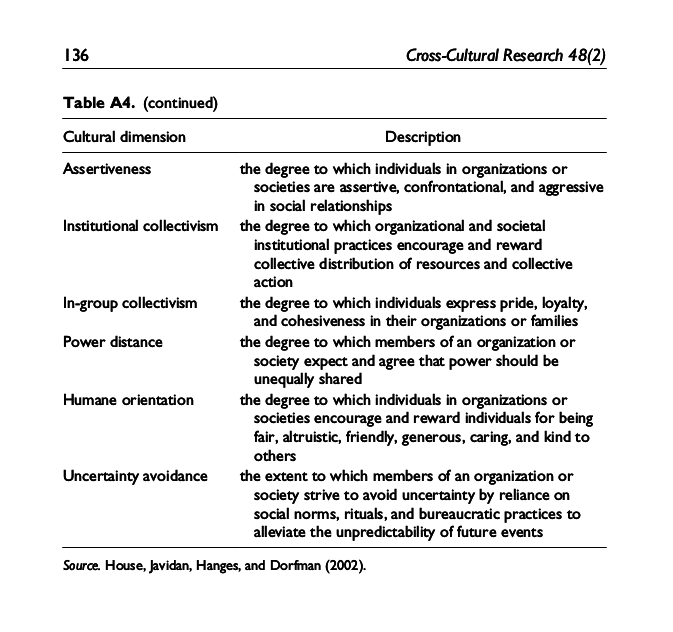 136 Cross-Cultural Research 48(2)
Table A4. (continued)
Cultural dimension Description
Assertiveness the degree to which individuals in organizations or
societies are assertive, confrontational, and aggressive
in social relationships
Institutional collectivism the degree to which organizational and societal
institutional practices encourage and reward
collective distribution of resources and collective
action
In-group collectivism the degree to which individuals express pride, loyalty,
and cohesiveness in their organizations or families
Power distance the degree to which members of an organization or
society expect and agree that power should be
unequally shared
Humane orientation the degree to which individuals in organizations or
societies encourage and reward individuals for being
fair, altruistic, friendly, generous, caring, and kind to
others
Uncertainty avoidance the extent to which members of an organization or
society strive to avoid uncertainty by reliance on
social norms, rituals, and bureaucratic practices to
alleviate the unpredictability of future events
Source. House, Javidan, Hanges, and Dorfman (2002).